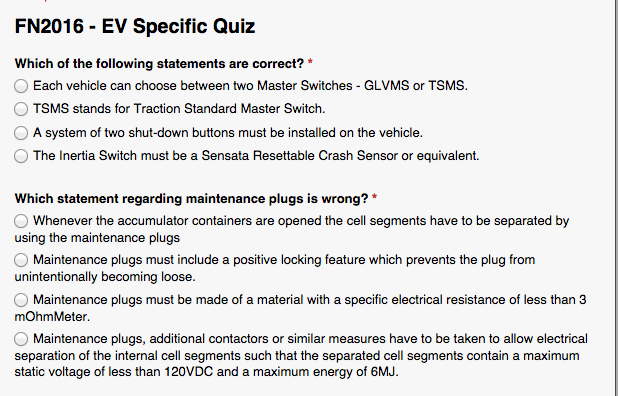 FN2016 - EV Specific Quiz
Which of the following statements are correct? *
Each vehicle can choose between two Master Switches - GLVMS or TSMS.
TSMS stands for Traction Standard Master Switch.
A system of two shut-down buttons must be installed on the vehicle.
The Inertia Switch must be a Sensata Resettable Crash Sensor or equivalent.
Which statement regarding maintenance plugs is wrong? *
Whenever the accumulator containers are opened the cell segments have to be separated by
using the maintenance plugs
Maintenance plugs must include a positive locking feature which prevents the plug from
unintentionally becoming loose.
Maintenance plugs must be made of a material with a specific electrical resistance of less than 3
mOhmMeter.
Maintenance plugs, additional contactors or similar measures have to be taken to allow electrical
separation of the internal cell segments such that the separated cell segments contain a maximum
static voltage of less than 120VDC and a maximum energy of 6MJ.